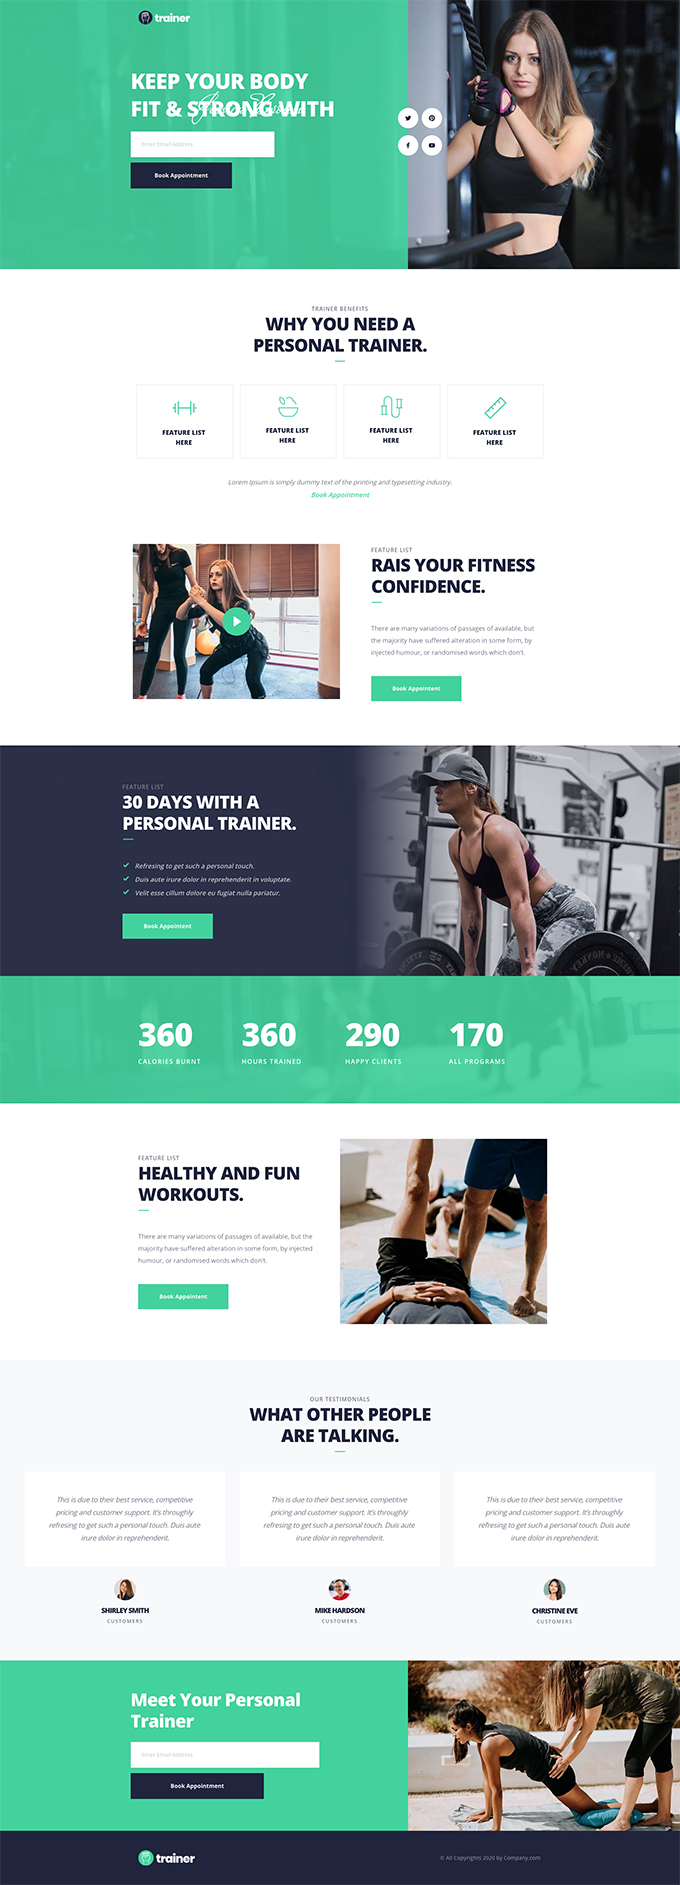 trainer
KEEP YOUR BODY
FIT & STRONG WITH
Enter Email Address
Book Appointment
TRAINER BENEFITS
WHY YOU NEED A
PERSONAL TRAINER.
FEATURE LIST
HERE
FEATURE LIST
HERE
FEATURE LIST
HERE
FEATURE LIST
HERE
Lorem Ipsum is simply dummy text of the printing and typesetting industry.
Book Appointment
FEATURE LIST
RAIS YOUR FITNESS
CONFIDENCE.
There are many variations of passages of available, but
the majority have suffered alteration in some form, by
injected humour, or randomised words which don't.
Book Appointent
FEATURE LIST
30 DAYS WITH A
PERSONAL TRAINER.
Refresing to get such a personal touch.
Duis aute irure dolor in reprehenderit in voluptate.
Velit esse cillum dolore eu fugiat nulla pariatur.
Book Appointent
360
CALORIES BURNT
360
HOURS TRAINED
290
HAPPY CLIENTS
170
ALL PROGRAMS
FEATURE LIST
HEALTHY AND FUN
WORKOUTS.
There are many variations of passages of available, but the
majority have suffered alteration in some form, by injected
humour, or randomised words which don't.
Book Appointent
OUR TESTIMONIALS
WHAT OTHER PEOPLE
ARE TALKING.
This is due to their best service, competitive
pricing and customer support. It's throughly
refresing to get such a personal touch. Duis aute
irure dolor in reprehenderit.
SHIRLEY SMITH
CUSTOMERS
This is due to their best service, competitive
pricing and customer support. It's throughly
refresing to get such a personal touch. Duis aute
irure dolor in reprehenderit.
MIKE HARDSON
CUSTOMERS
This is due to their best service, competitive
pricing and customer support. It's throughly
refresing to get such a personal touch. Duis aute
irure dolor in reprehenderit.
CHRISTINE EVE
CUSTOMERS
Meet Your Personal
Trainer
Enter Email Address
Book Appointment
trainer
© All Copyrights 2020 by Company.com